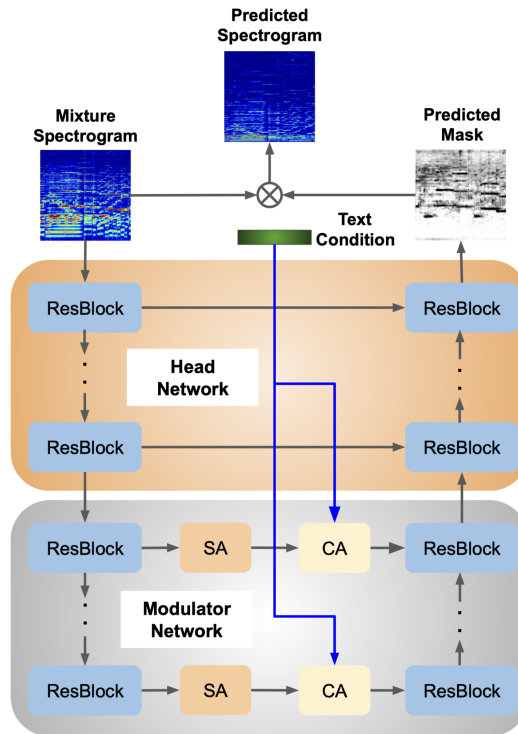 Predicted
Spectrogram
Mixture
Spectrogram
Predicted
Mask
Text
Condition
ResBlock
ResBlock
Head
Network
ResBlock
ResBlock
ResBlock
SA
CA
ResBlock
Modulator
Network
ResBlock
SA
CA
ResBlock